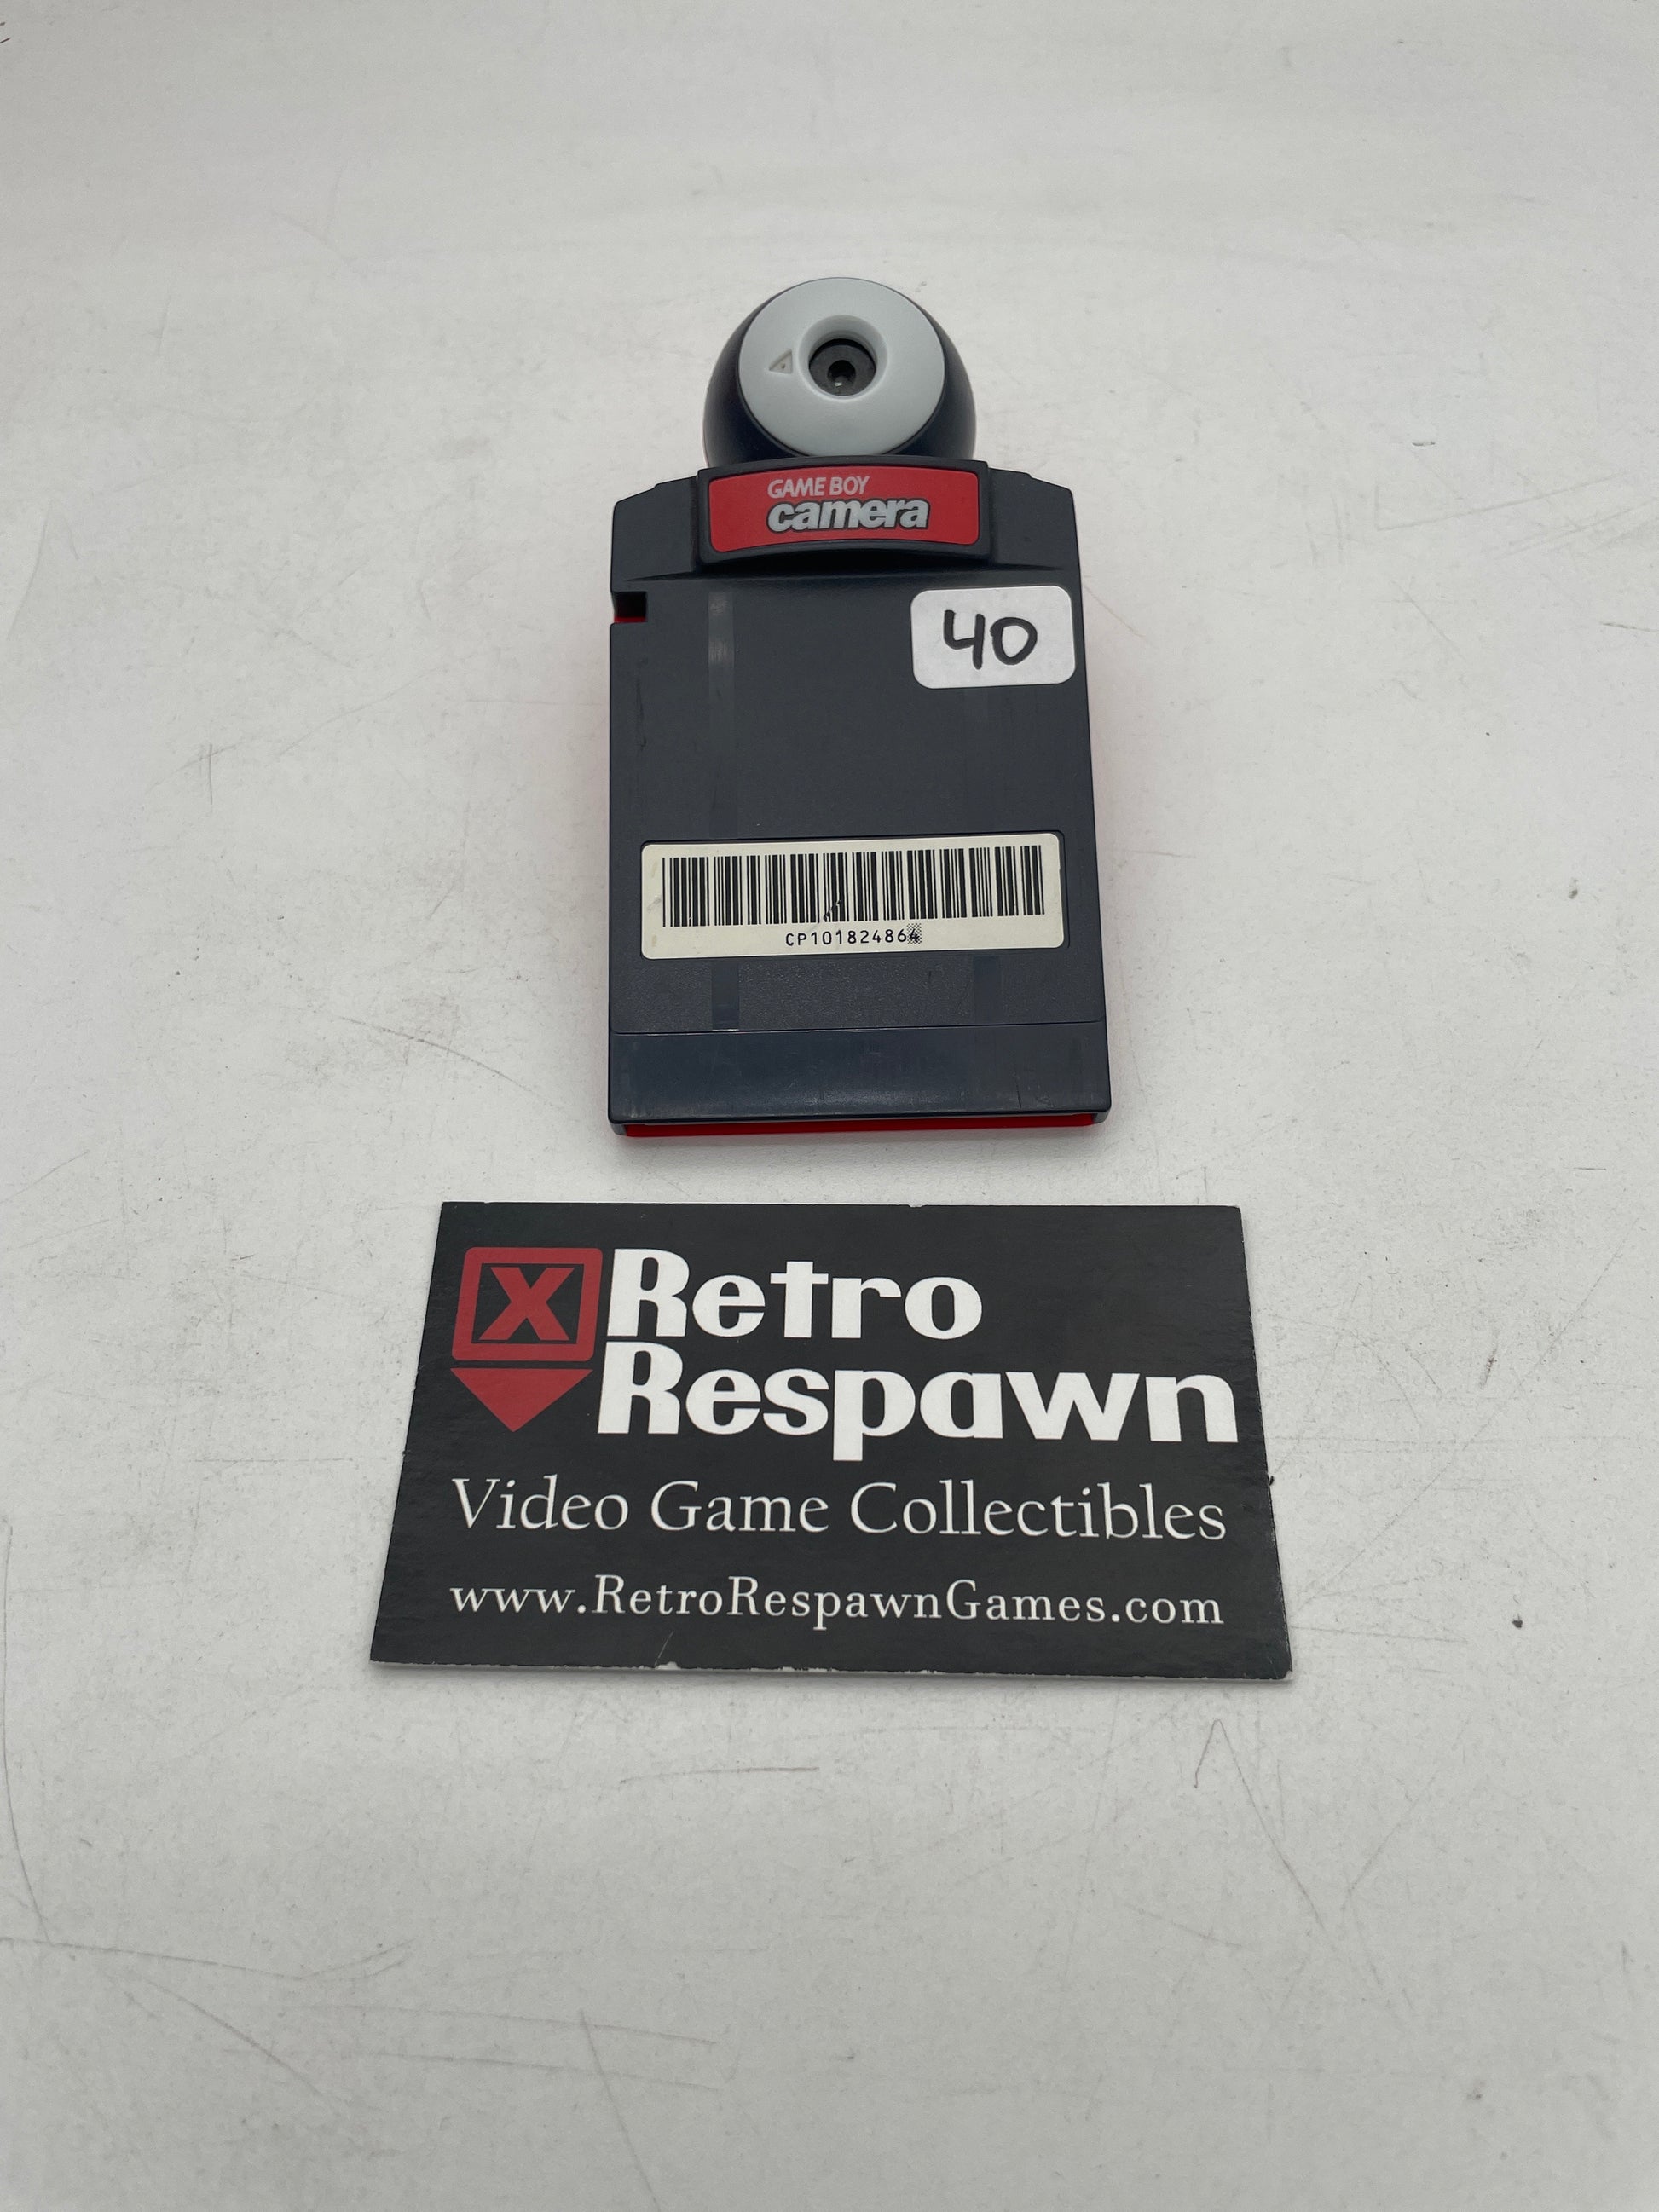 GAME BOY
camera
40
CP101824864
X Retro
Respawn
Video Game Collectibles
www.RetroRespawnGames.com